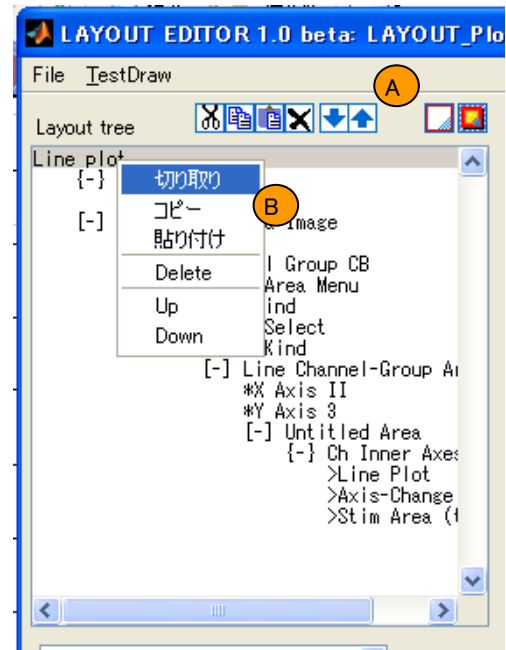 LAYOUT EDITOR 1.0 beta: LAYOUT_Plo
File TestDraw
A
Layout tree
Line plot
{-}
切り取り
B
コピー
[-] Image
貼り付け
Delete
l Group CB
Area Menu
Up
ind
Down
Select
Kind
[-] Line Channel-Group A
*X Axis II
*Y Axis 3
[-] Untitled Area
{-} Ch Inner Axes
>Line Plot
>Axis-Change
>Stim Area (t